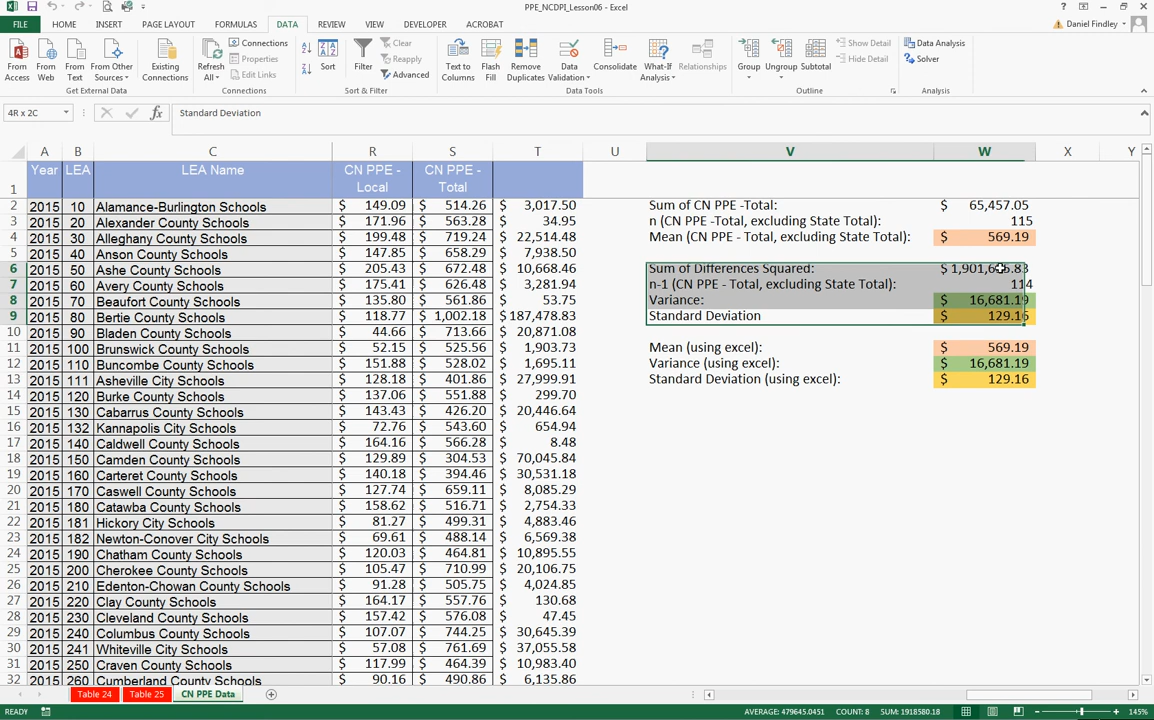 PPE_NCDPI_Lesson06 - Excel
FILE HOME INSERT PAGE LAYOUT FORMULAS DATA REVIEW VIEW DEVELOPER ACROBAT Daniel Findley
From Access From Web From Text From Other Sources Existing Connections Refresh All Connections Properties Edit Links Sort Filter Clear Reapply Advanced Text to Columns Flash Fill Remove Duplicates Data Validation Consolidate What-If Analysis Relationships Group Ungroup Subtotal Show Detail Hide Detail Data Analysis Solver
Get External Data Connections Sort & Filter Data Tools Outline Analysis
4R x 2C fx Standard Deviation
A B C R S T U V W X Y
1 Year LEA LEA Name CN PPE - Local CN PPE - Total
2 2015 10 Alamance-Burlington Schools $ 149.09 $ 514.26 $ 3,017.50 Sum of CN PPE -Total: $ 65,457.05
3 2015 20 Alexander County Schools $ 171.96 $ 563.28 $ 34.95 n (CN PPE -Total, excluding State Total): 115
4 2015 30 Alleghany County Schools $ 199.48 $ 719.24 $ 22,514.48 Mean (CN PPE - Total, excluding State Total): $ 569.19
5 2015 40 Anson County Schools $ 147.85 $ 658.29 $ 7,938.50
6 2015 50 Ashe County Schools $ 205.43 $ 672.48 $ 10,668.46 Sum of Differences Squared: $
7 2015 60 Avery County Schools $ 175.41 $ 626.48 $ 3,281.94 n-1 (CN PPE - Total, excluding State Total): 114
8 2015 70 Beaufort County Schools $ 135.80 $ 561.86 $ 53.75 Variance: $ 16,681.19
9 2015 80 Bertie County Schools $ 118.77 $ 1,002.18 $ 187,478.83 Standard Deviation $ 129.16
10 2015 90 Bladen County Schools $ 44.66 $ 713.66 $ 20,871.08
11 2015 100 Brunswick County Schools $ 52.15 $ 525.56 $ 1,903.73 Mean (using excel): $ 569.19
12 2015 110 Buncombe County Schools $ 151.88 $ 528.02 $ 1,695.11 Variance (using excel): $ 16,681.19
13 2015 111 Asheville City Schools $ 128.18 $ 401.86 $ 27,999.91 Standard Deviation (using excel): $ 129.16
14 2015 120 Burke County Schools $ 137.06 $ 551.88 $ 299.70
15 2015 130 Cabarrus County Schools $ 143.43 $ 426.20 $ 20,446.64
16 2015 132 Kannapolis City Schools $ 72.76 $ 543.60 $ 654.94
17 2015 140 Caldwell County Schools $ 164.16 $ 566.28 $ 8.48
18 2015 150 Camden County Schools $ 129.89 $ 304.53 $ 70,045.84
19 2015 160 Carteret County Schools $ 140.18 $ 394.46 $ 30,531.18
20 2015 170 Caswell County Schools $ 127.74 $ 659.11 $ 8,085.29
21 2015 180 Catawba County Schools $ 158.62 $ 516.71 $ 2,754.33
22 2015 181 Hickory City Schools $ 81.27 $ 499.31 $ 4,883.46
23 2015 182 Newton-Conover City Schools $ 69.61 $ 488.14 $ 6,569.38
24 2015 190 Chatham County Schools $ 120.03 $ 464.81 $ 10,895.55
25 2015 200 Cherokee County Schools $ 105.47 $ 710.99 $ 20,106.75
26 2015 210 Edenton-Chowan County Schools $ 91.28 $ 505.75 $ 4,024.85
27 2015 220 Clay County Schools $ 164.17 $ 557.76 $ 130.68
28 2015 230 Cleveland County Schools $ 157.42 $ 576.08 $ 47.45
29 2015 240 Columbus County Schools $ 107.07 $ 744.25 $ 30,645.39
30 2015 241 Whiteville City Schools $ 57.08 $ 761.69 $ 37,055.58
31 2015 250 Craven County Schools $ 117.99 $ 464.39 $ 10,983.40
32 2015 260 Cumberland County Schools $ 90.16 $ 490.86 $ 6,135.86
Table 24 Table 25 CN PPE Data
READY AVERAGE: 479645.0451 COUNT: 8 SUM: 1918580.18 145%